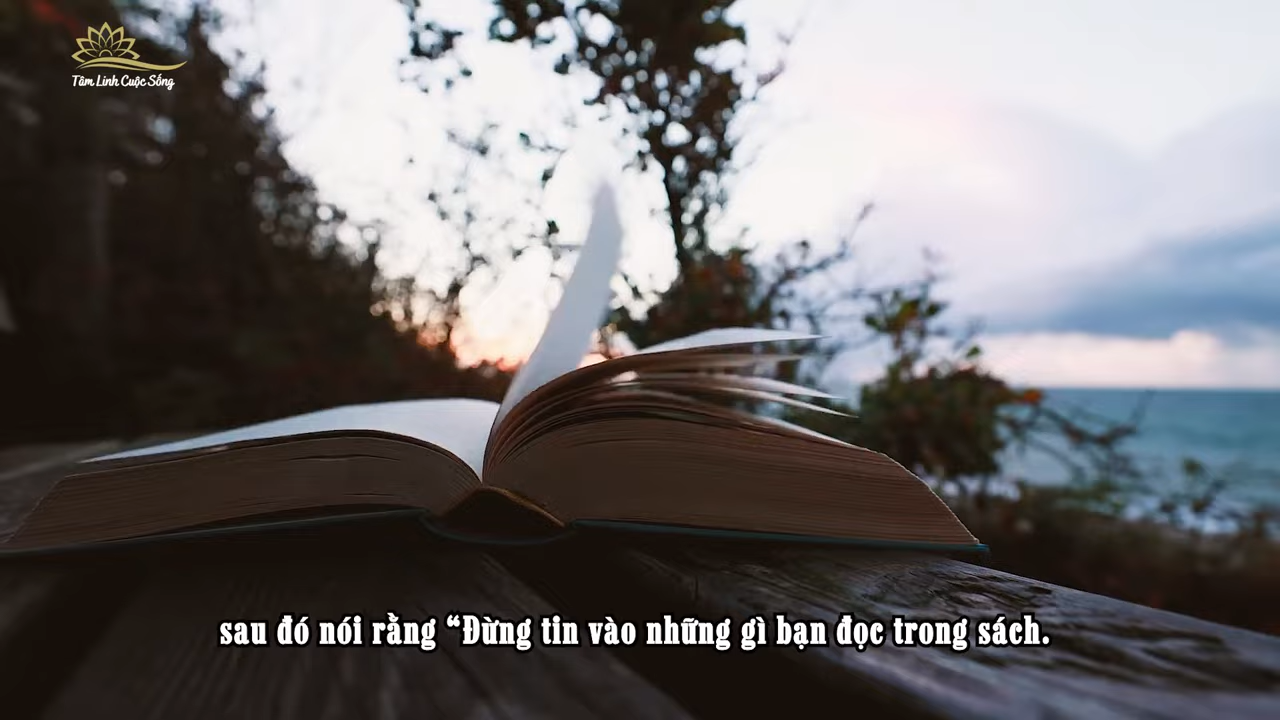 Tâm Linh Cuộc Sống
sau đó nói rằng “Đừng tin vào những gì bạn đọc trong sách.